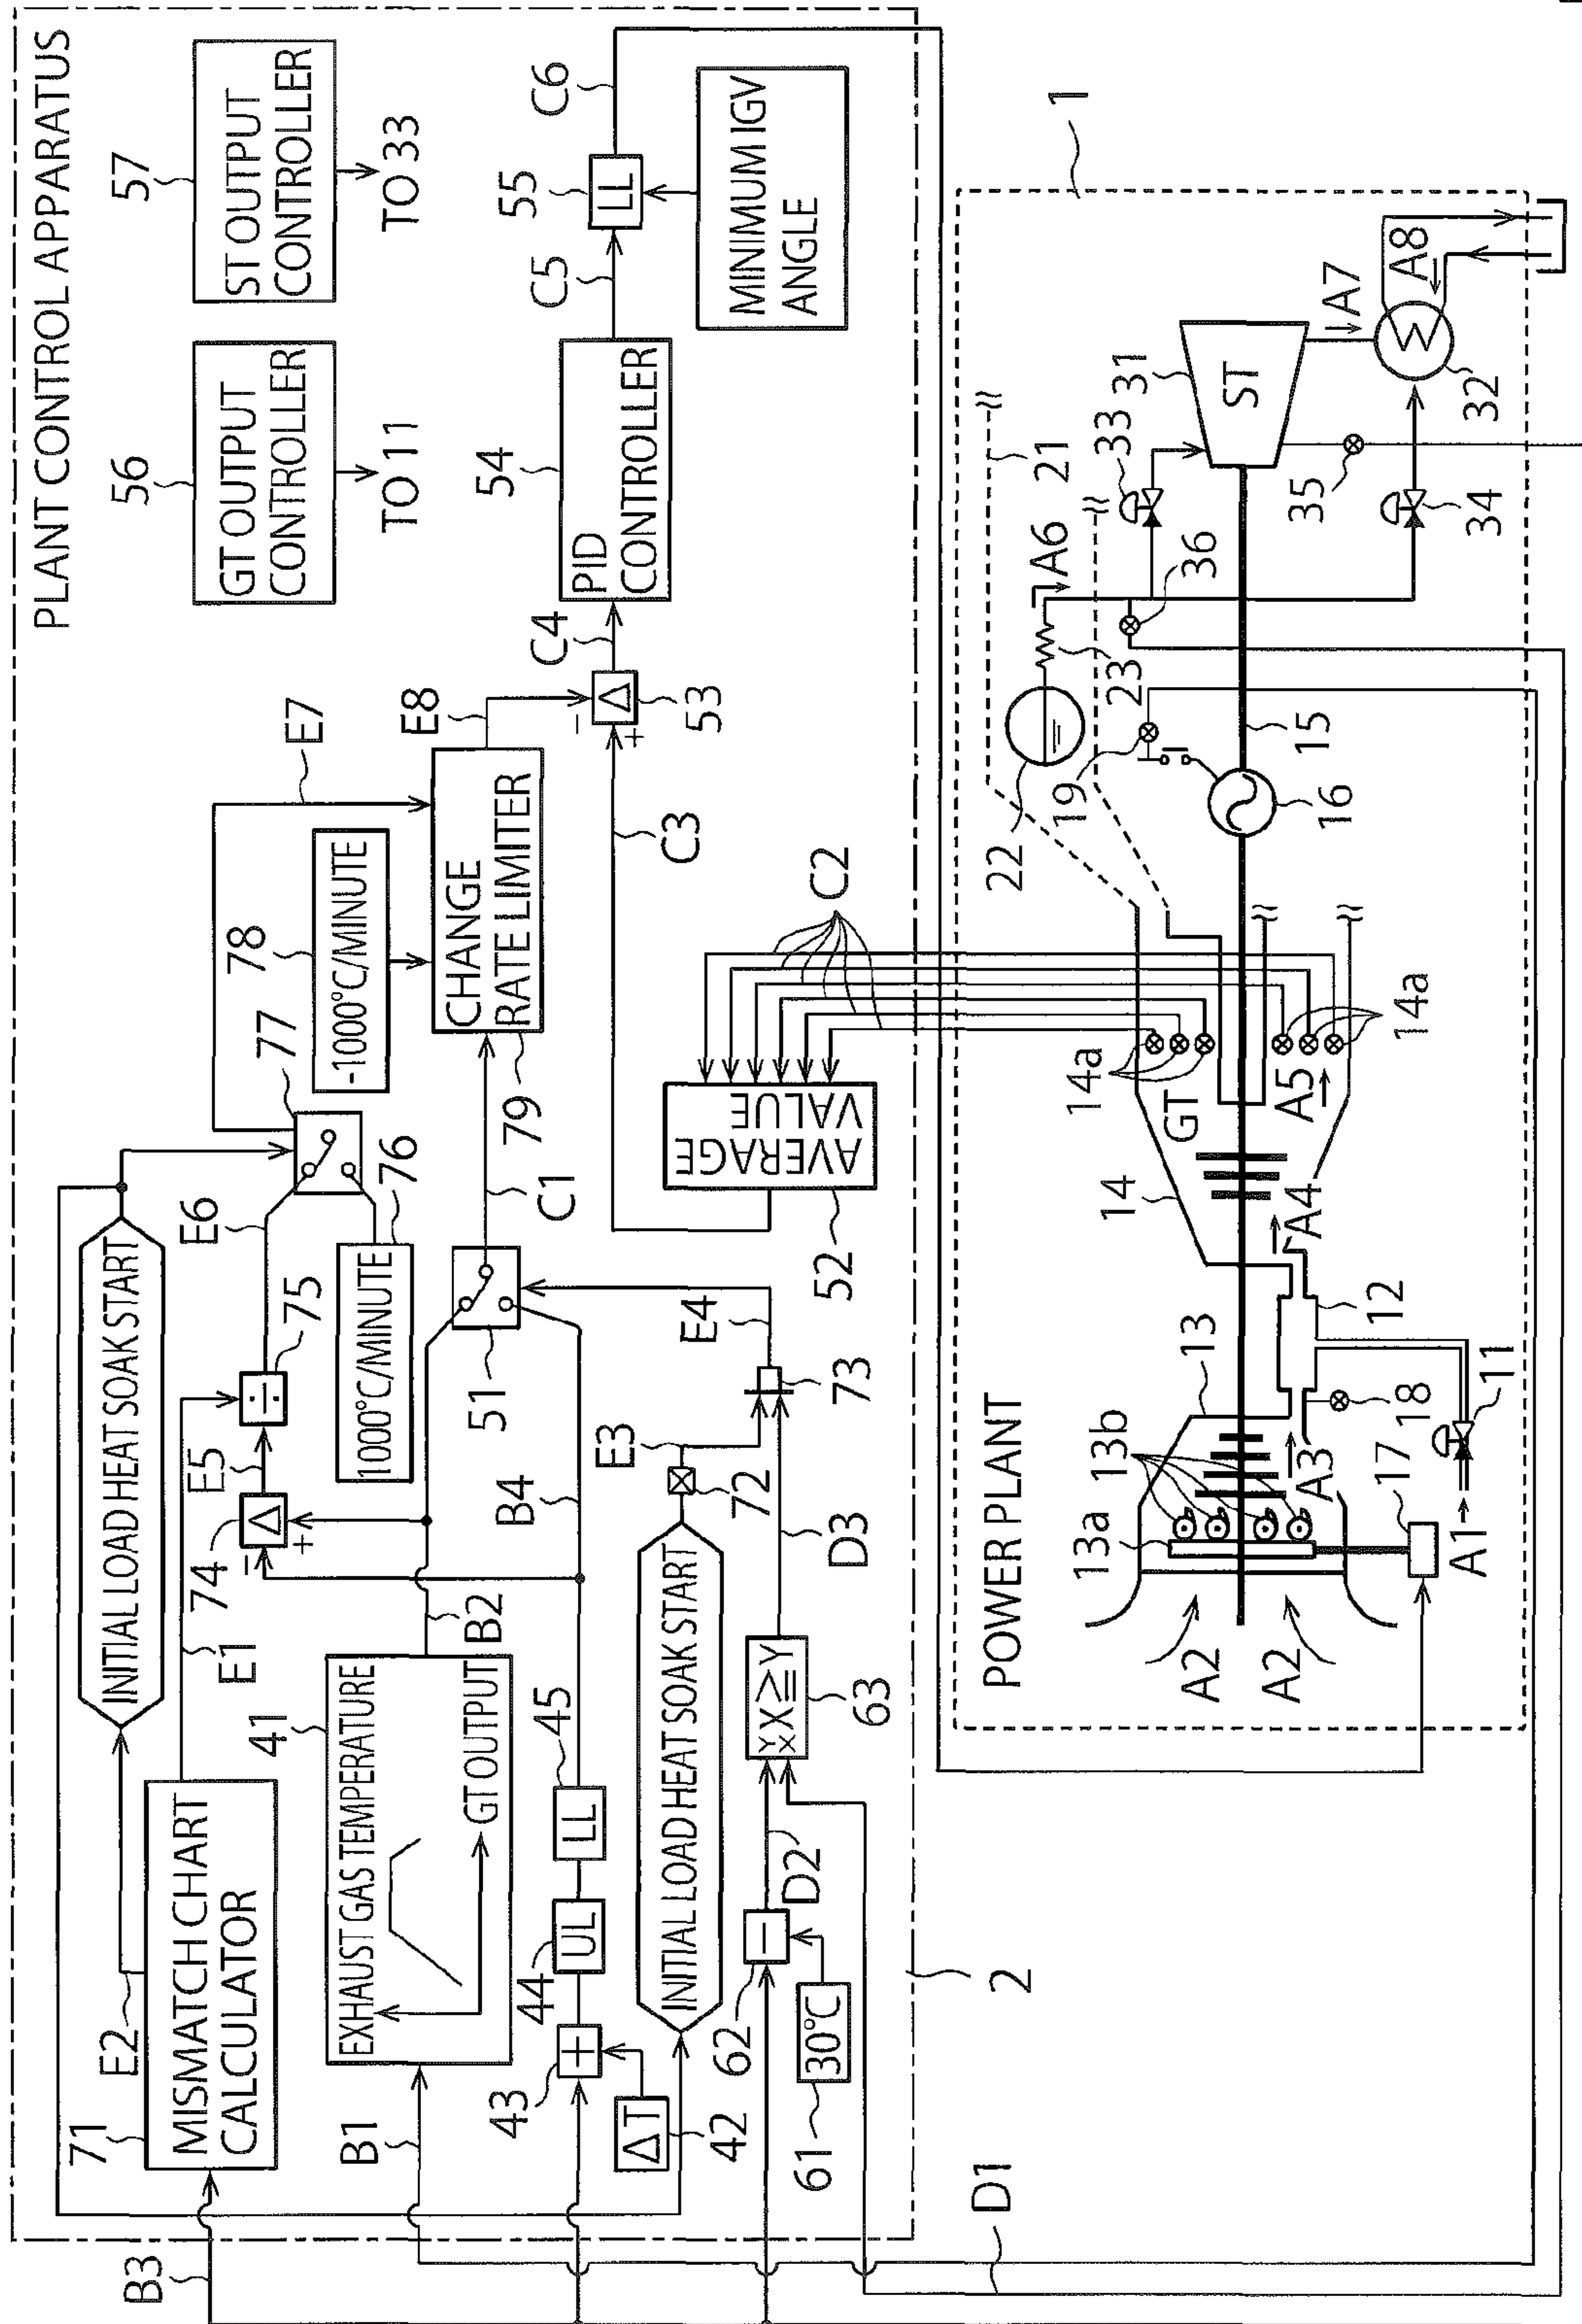 PLANT CONTROL APPARATUS
57
ST OUTPUT
CONTROLLER
TO 33
56
GT OUTPUT
CONTROLLER
TO 11
E7
78
-1000°C/MINUTE
77
E6
INITIAL LOAD HEAT SOAK START
76
1000°C/MINUTE
75
E5
74
−
+
E1
E2
71
MISMATCH CHART
CALCULATOR
B3
C6
C5
55
LL
MINIMUM IGV
ANGLE
54
PID
CONTROLLER
C4
Δ
53
−
+
E8
CHANGE
RATE LIMITER
79
C1
C3
51
B2
41
EXHAUST GAS TEMPERATURE
GT OUTPUT
B1
B4
45
LL
44
UL
43
+
ΔT
42
AVERAGE
VALUE
52
C2
E4
73
E3
72
INITIAL LOAD HEAT SOAK START
D3
63
Y
X
X≧Y
D2
62
−
61
30°C
2
D1
POWER PLANT
1
A8
A7
31
ST
32
33
34
35
21
A6
36
23
22
19
15
16
14a
14a
GT
A5
14
A4
12
13
11
18
A3
13b
13a
17
A1
A2
A2
Δ
÷